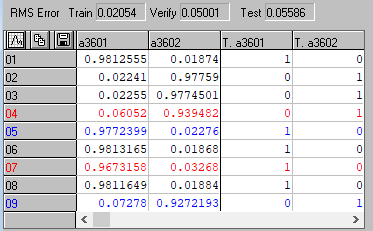 RMS Error Train 0.02054 Verify 0.05001 Test 0.05586
a3601 a3602 T. a3601 T. a3602
01 0.9812555 0.01874 1 0
02 0.02241 0.97759 0 1
03 0.02255 0.9774501 0 1
04 0.06052 0.939482 0 1
05 0.9772399 0.02276 1 0
06 0.9813165 0.01868 1 0
07 0.9673158 0.03268 1 0
08 0.9811649 0.01884 1 0
09 0.07278 0.9272193 0 1